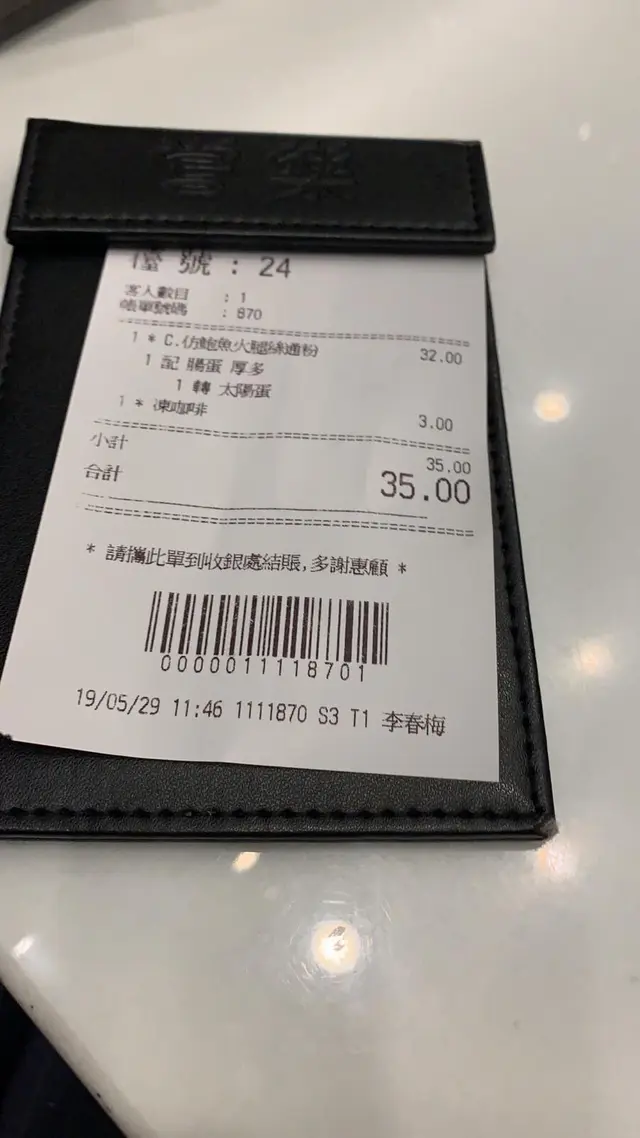 號 : 24
客人數目 : 1
帳單號碼 : 870
1 * C.仿鮑魚火腿絲通粉 32.00
1 記 腸蛋 厚多
1 轉 太陽蛋
1 * 凍咖啡 3.00
小計 35.00
合計 35.00
* 請攜此單到收銀處結賬,多謝惠顧 *
0000011118701
19/05/29 11:46 1111870 S3 T1 李春梅